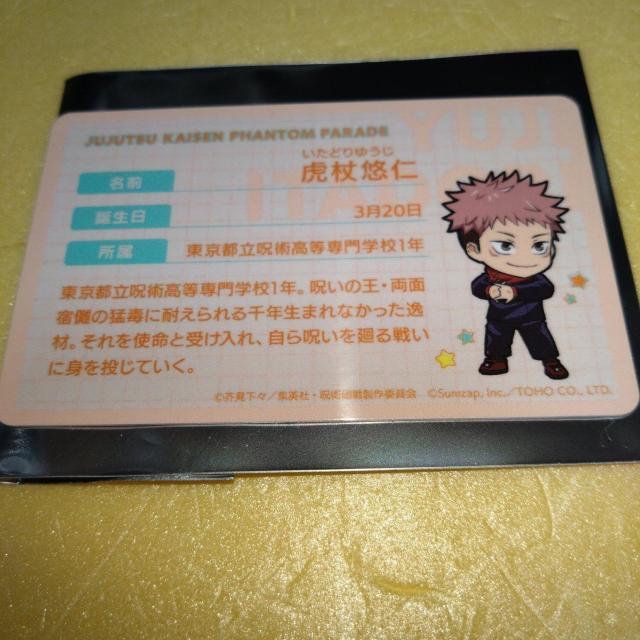 JUJUTSU KAISEN PHANTOM PARADE
YUJI
ITADORI
名前
いたどりゆうじ
虎杖悠仁
誕生日
3月20日
所属
東京都立呪術高等専門学校1年
東京都立呪術高等専門学校1年。呪いの王・両面
宿儺の猛毒に耐えられる千年生まれなかった逸
材。それを使命と受け入れ、自ら呪いを廻る戦い
に身を投じていく。
©芥見下々／集英社・呪術廻戦製作委員会 ©Sumzap, Inc.／TOHO CO., LTD.